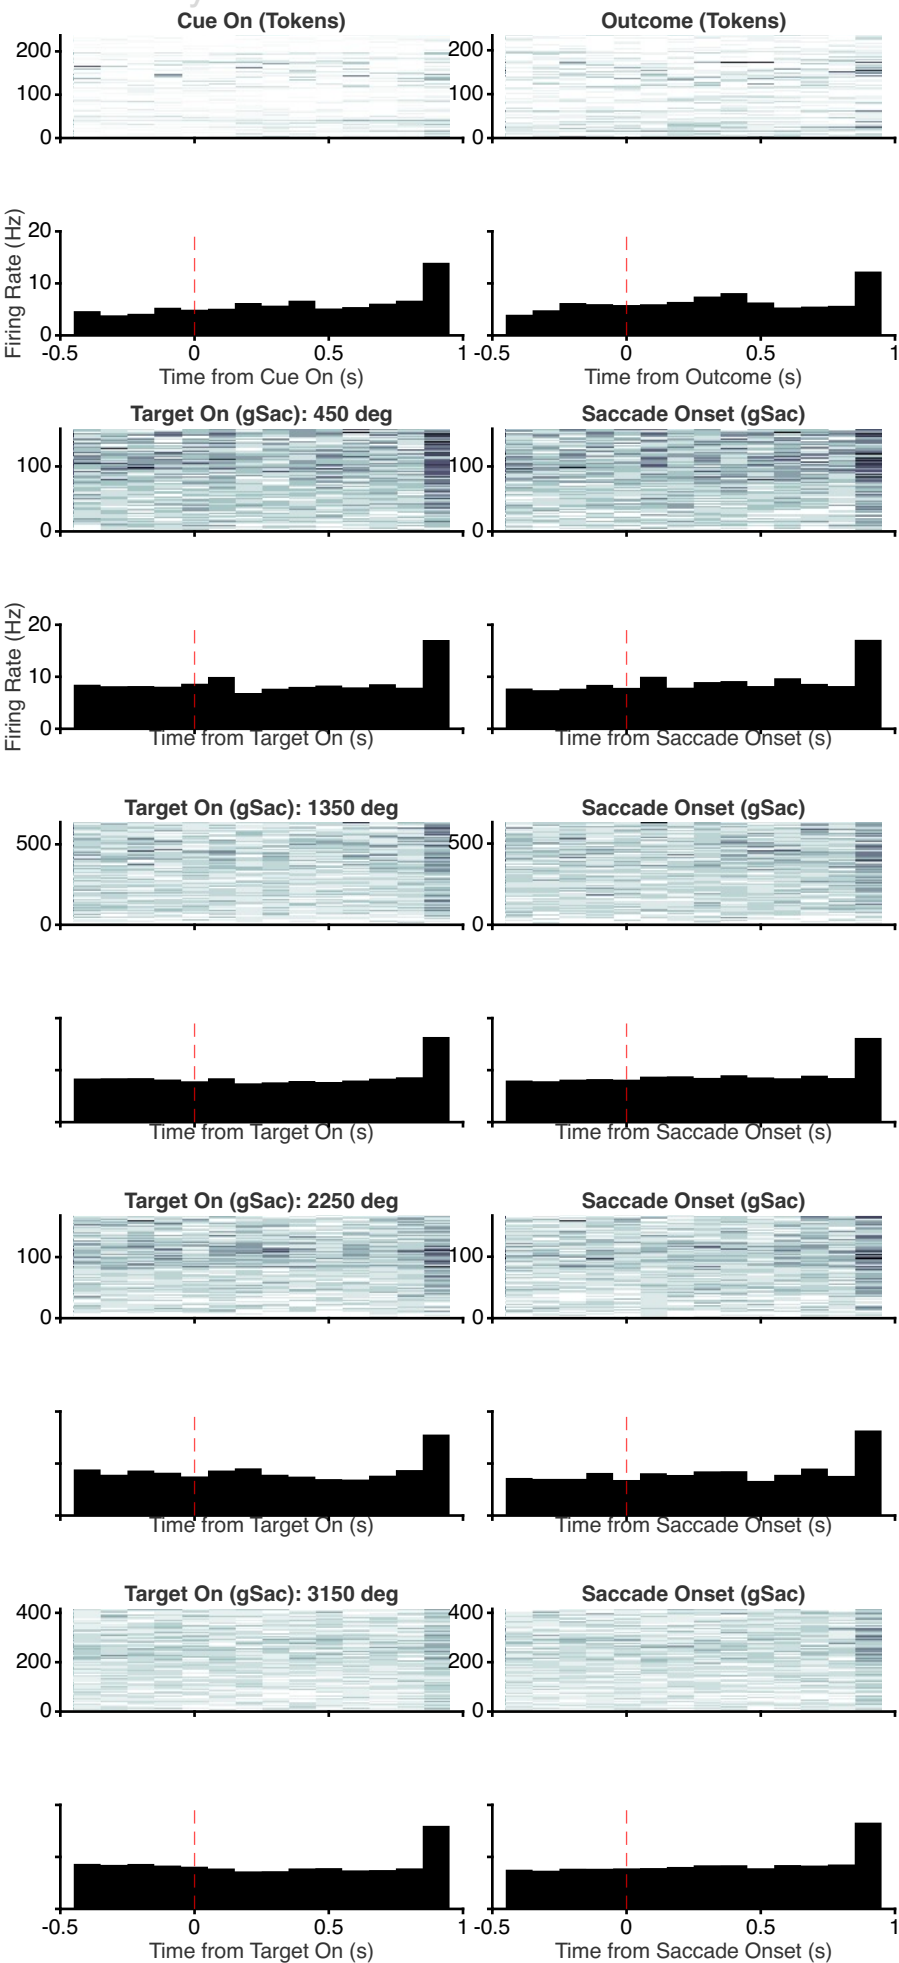 Cue On (Tokens) Outcome (Tokens)
200 200
100 100
0 0
Firing Rate (Hz)
20
10
0
-0.5 0 0.5 1 -0.5 0 0.5 1
Time from Cue On (s) Time from Outcome (s)
Target On (gSac): 450 deg Saccade Onset (gSac)
100 100
0 0
Firing Rate (Hz)
20
10
0
Time from Target On (s) Time from Saccade Onset (s)
Target On (gSac): 1350 deg Saccade Onset (gSac)
500 500
0 0
Time from Target On (s) Time from Saccade Onset (s)
Target On (gSac): 2250 deg Saccade Onset (gSac)
100 100
0 0
Time from Target On (s) Time from Saccade Onset (s)
Target On (gSac): 3150 deg Saccade Onset (gSac)
400 400
200 200
0 0
-0.5 0 0.5 1 -0.5 0 0.5 1
Time from Target On (s) Time from Saccade Onset (s)